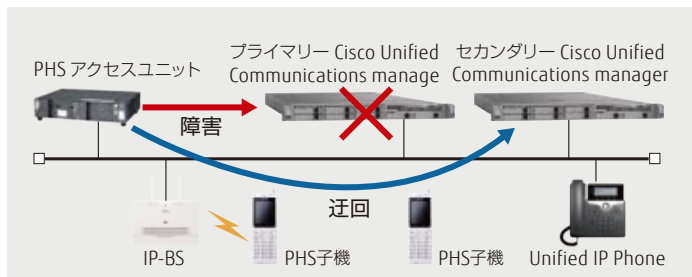 PHS アクセスユニット
プライマリー Cisco Unified
Communications manage
セカンダリー Cisco Unified
Communications manager
障害
迂回
IP-BS
PHS子機
PHS子機
Unified IP Phone